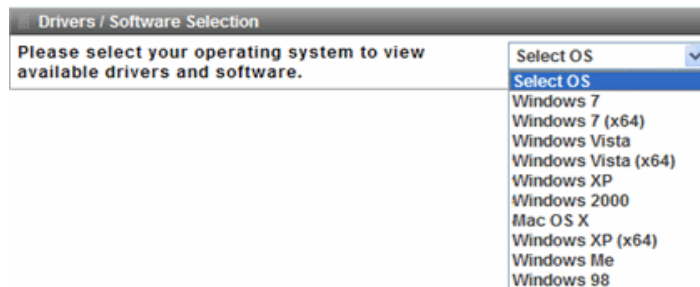 Drivers / Software Selection
Please select your operating system to view
available drivers and software.
Select OS
Select OS
Windows 7
Windows 7 (x64)
Windows Vista
Windows Vista (x64)
Windows XP
Windows 2000
Mac OS X
Windows XP (x64)
Windows Me
Windows 98